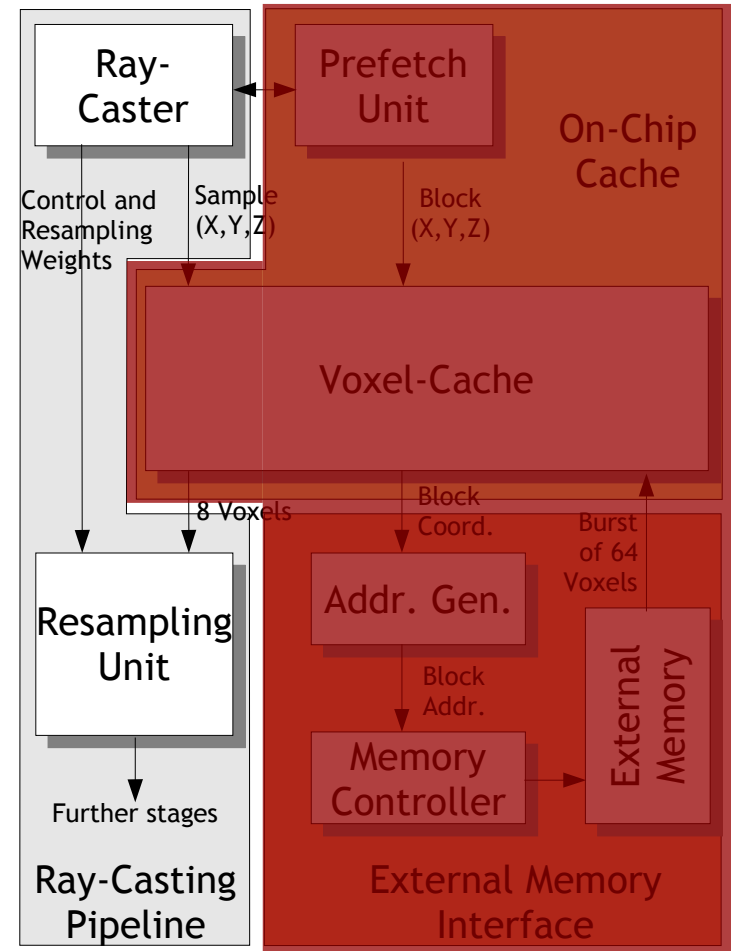 Ray-
Caster
Prefetch
Unit
On-Chip
Cache
Control and
Resampling
Weights
Sample
(X,Y,Z)
Block
(X,Y,Z)
Voxel-Cache
8 Voxels
Block
Coord.
Burst
of 64
Voxels
Resampling
Unit
Addr. Gen.
Block
Addr.
External
Memory
Memory
Controller
Further stages
Ray-Casting
Pipeline
External Memory
Interface